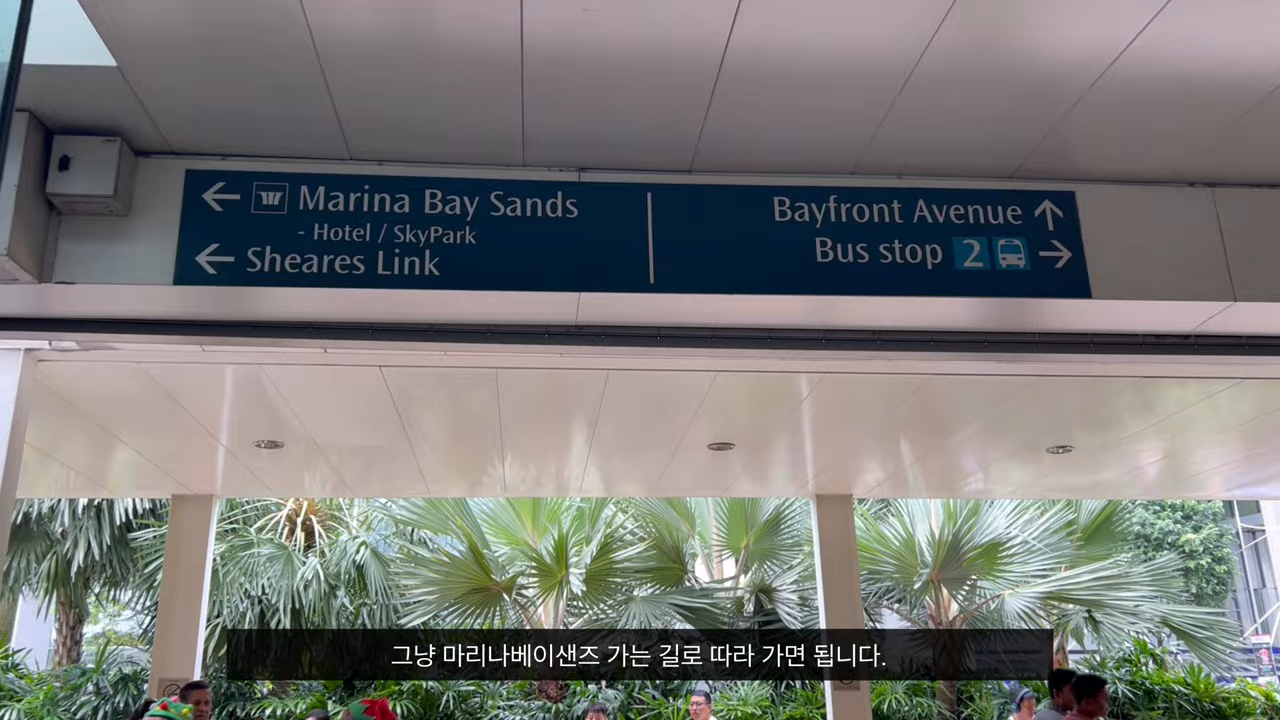 ← Marina Bay Sands
- Hotel / SkyPark
← Sheares Link
Bayfront Avenue ↑
Bus stop 2 →
그냥 마리나베이샌즈 가는 길로 따라 가면 됩니다.